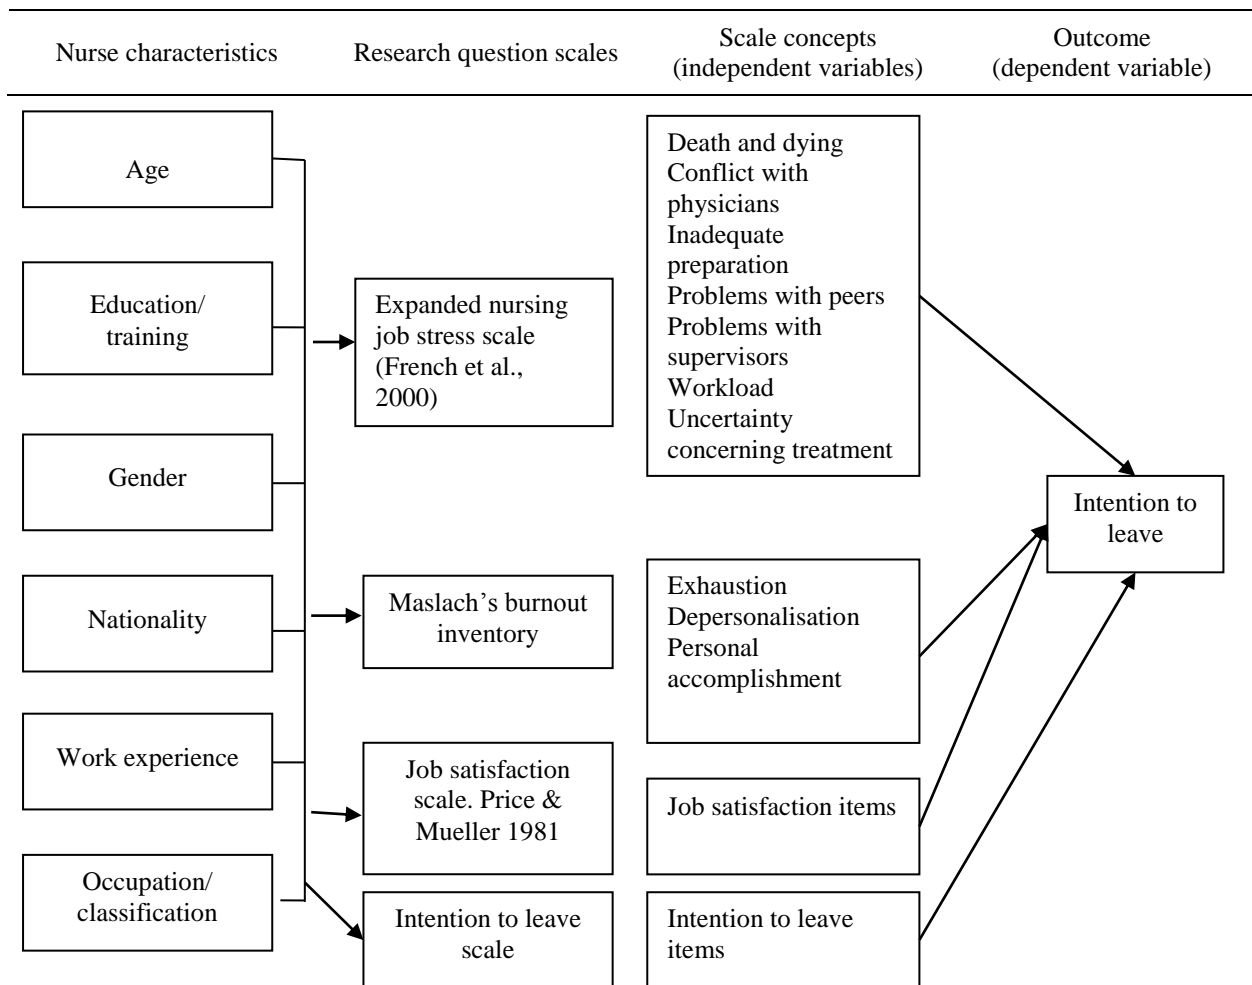 Nurse characteristics
Research question scales
Scale concepts
(independent variables)
Outcome
(dependent variable)
Age
Education/
training
Gender
Nationality
Work experience
Occupation/
classification
Expanded nursing
job stress scale
(French et al.,
2000)
Maslach’s burnout
inventory
Job satisfaction
scale. Price &
Mueller 1981
Intention to leave
scale
Death and dying
Conflict with
physicians
Inadequate
preparation
Problems with peers
Problems with
supervisors
Workload
Uncertainty
concerning treatment
Exhaustion
Depersonalisation
Personal
accomplishment
Job satisfaction items
Intention to leave
items
Intention to
leave